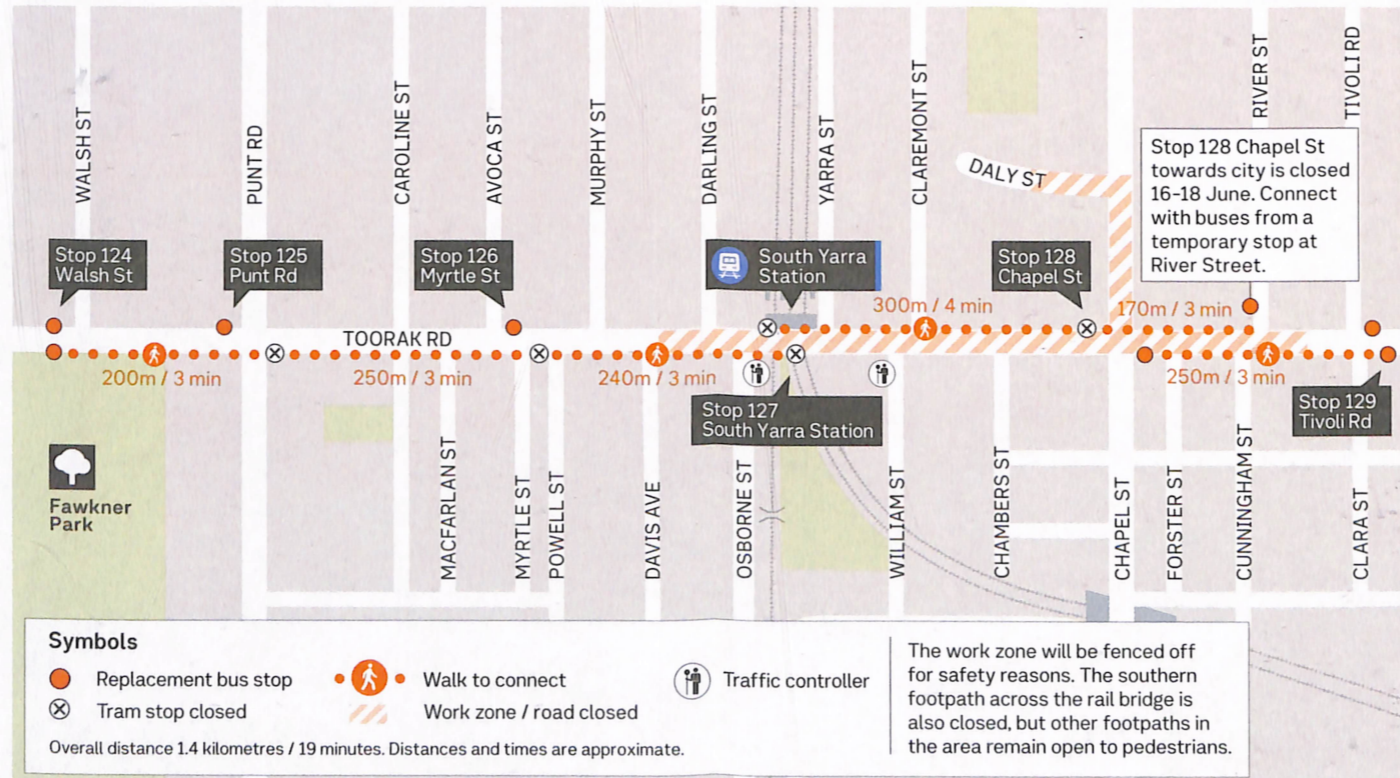 WALSH ST
PUNT RD
CAROLINE ST
AVOCA ST
MURPHY ST
DARLING ST
YARRA ST
CLAREMONT ST
DALY ST
RIVER ST
TIVOLI RD
Stop 128 Chapel St
towards city is closed
16–18 June. Connect
with buses from a
temporary stop at
River Street.
Stop 124
Walsh St
Stop 125
Punt Rd
Stop 126
Myrtle St
South Yarra
Station
Stop 128
Chapel St
300m / 4 min
170m / 3 min
TOORAK RD
200m / 3 min
250m / 3 min
240m / 3 min
250m / 3 min
Stop 127
South Yarra Station
Stop 129
Tivoli Rd
Fawkner
Park
MACFARLAN ST
MYRTLE ST
POWELL ST
DAVIS AVE
OSBORNE ST
WILLIAM ST
CHAMBERS ST
CHAPEL ST
FORSTER ST
CUNNINGHAM ST
CLARA ST
Symbols
Replacement bus stop
Tram stop closed
Walk to connect
Work zone / road closed
Traffic controller
Overall distance 1.4 kilometres / 19 minutes. Distances and times are approximate.
The work zone will be fenced off
for safety reasons. The southern
footpath across the rail bridge is
also closed, but other footpaths in
the area remain open to pedestrians.